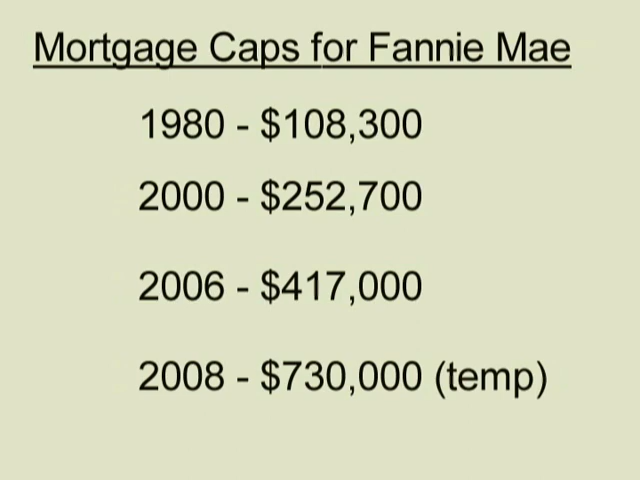 Mortgage Caps for Fannie Mae
1980 - $108,300
2000 - $252,700
2006 - $417,000
2008 - $730,000 (temp)